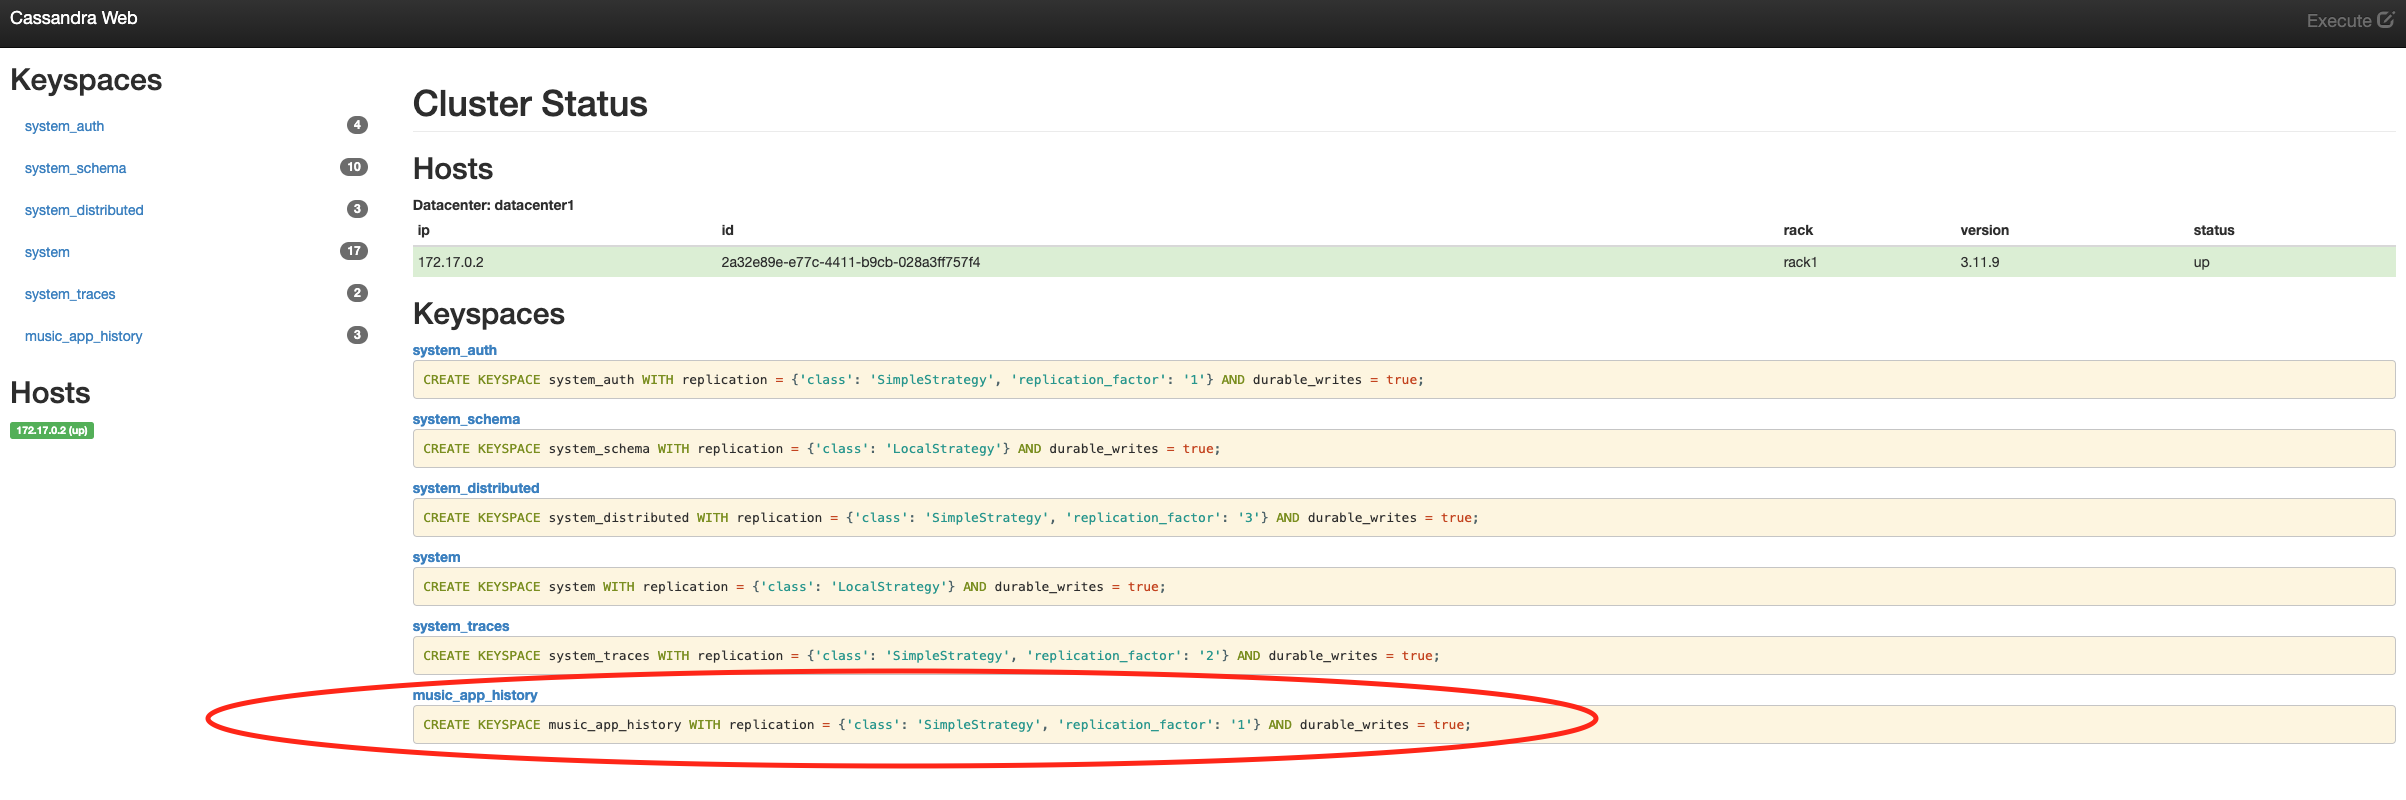 Cassandra Web
Execute
Keyspaces
system_auth 4
system_schema 10
system_distributed 3
system 17
system_traces 2
music_app_history 3
Hosts
172.17.0.2 (up)
Cluster Status
Hosts
Datacenter: datacenter1
ip id rack version status
172.17.0.2 2a32e89e-e77c-4411-b9cb-028a3ff757f4 rack1 3.11.9 up
Keyspaces
system_auth
CREATE KEYSPACE system_auth WITH replication = {'class': 'SimpleStrategy', 'replication_factor': '1'} AND durable_writes = true;
system_schema
CREATE KEYSPACE system_schema WITH replication = {'class': 'LocalStrategy'} AND durable_writes = true;
system_distributed
CREATE KEYSPACE system_distributed WITH replication = {'class': 'SimpleStrategy', 'replication_factor': '3'} AND durable_writes = true;
system
CREATE KEYSPACE system WITH replication = {'class': 'LocalStrategy'} AND durable_writes = true;
system_traces
CREATE KEYSPACE system_traces WITH replication = {'class': 'SimpleStrategy', 'replication_factor': '2'} AND durable_writes = true;
music_app_history
CREATE KEYSPACE music_app_history WITH replication = {'class': 'SimpleStrategy', 'replication_factor': '1'} AND durable_writes = true;